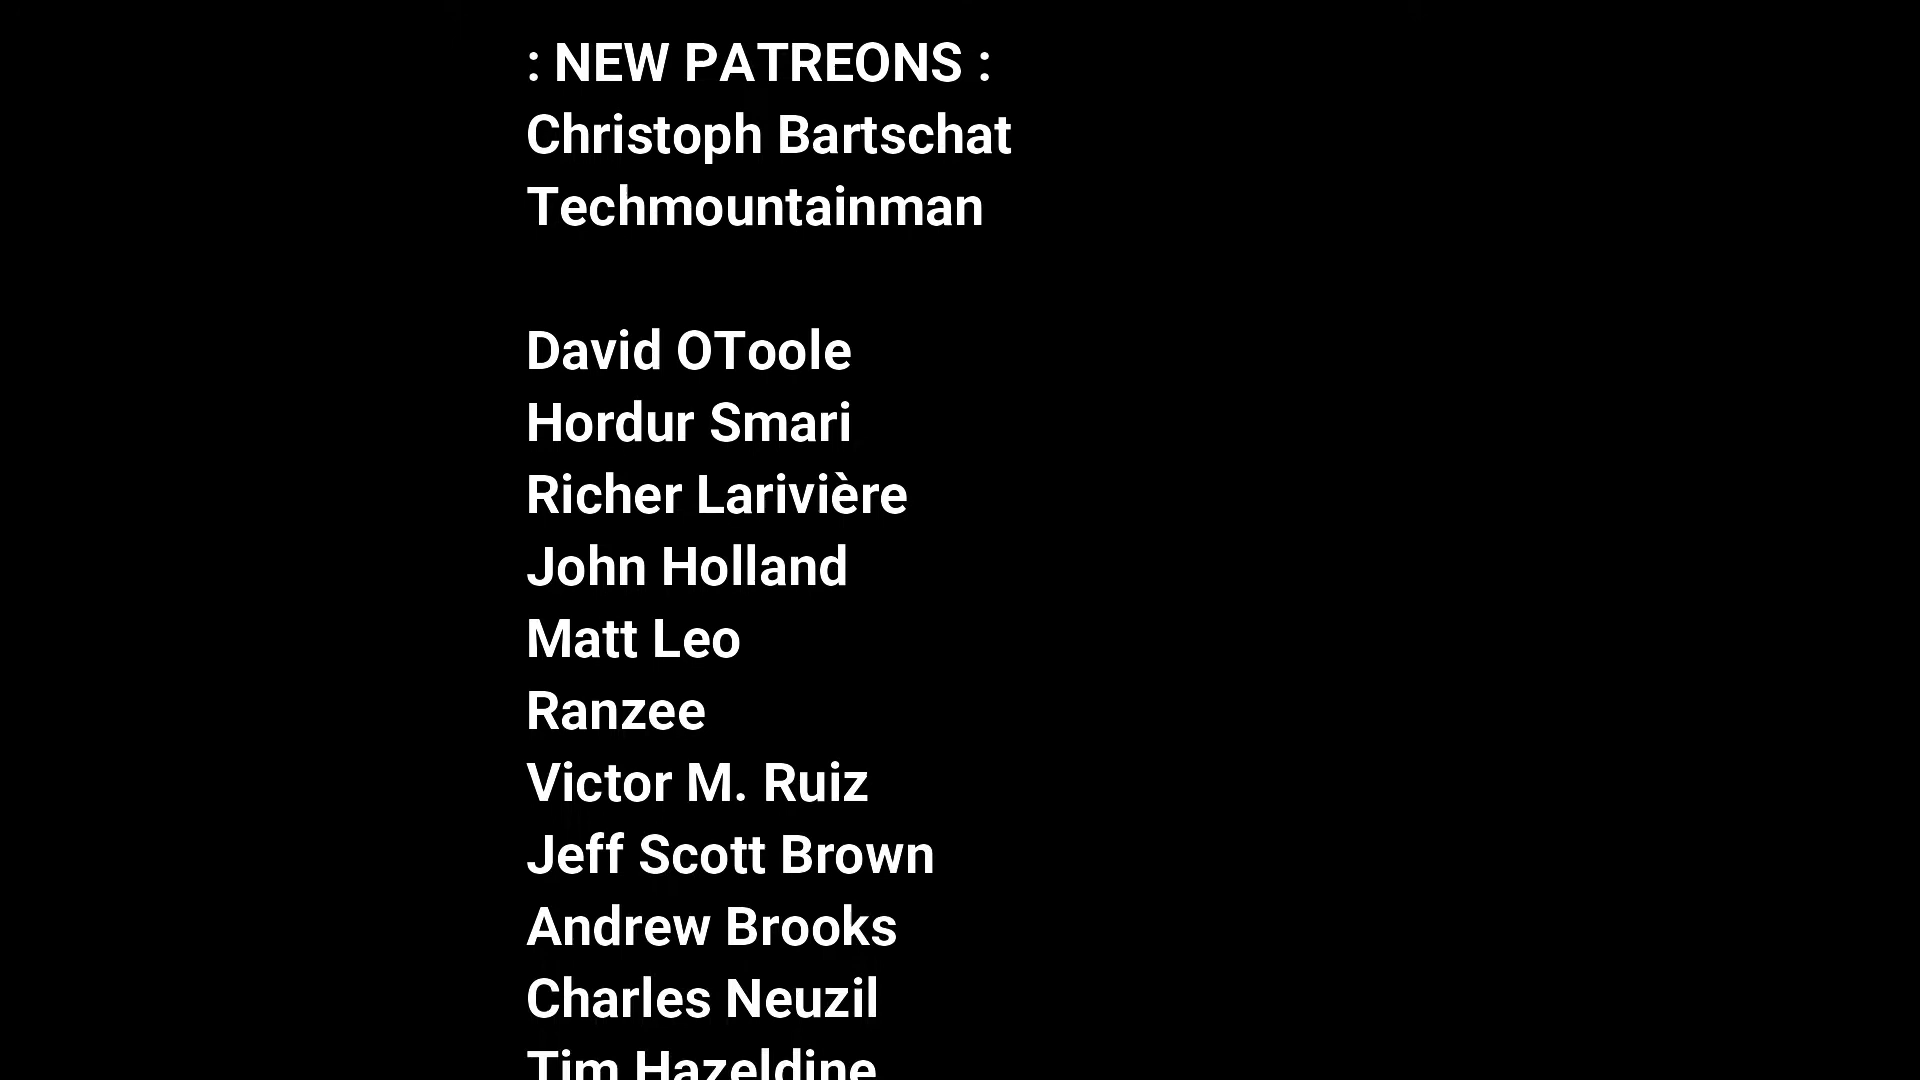 : NEW PATREONS :
Christoph Bartschat
Techmountainman
David OToole
Hordur Smari
Richer Larivière
John Holland
Matt Leo
Ranzee
Victor M. Ruiz
Jeff Scott Brown
Andrew Brooks
Charles Neuzil
Tim Hazeldine